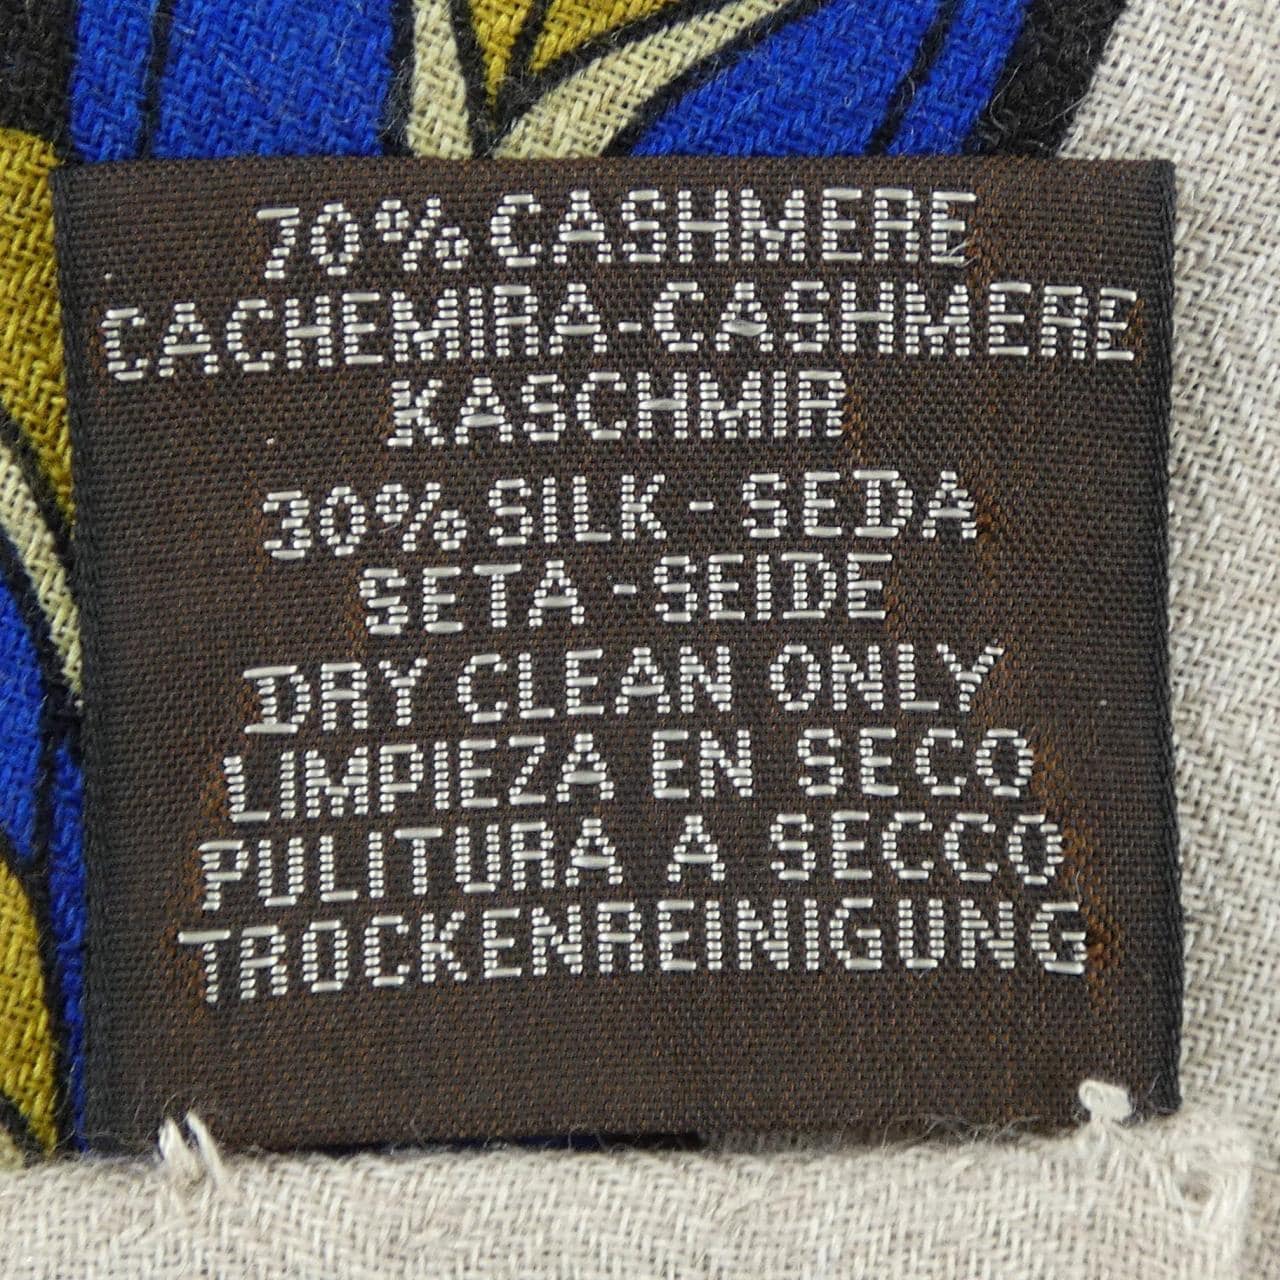 70% CASHMERE
CACHEMIRA-CASHMERE
KASCHMIR
30% SILK - SEDA
SETA - SEIDE
DRY CLEAN ONLY
LIMPIEZA EN SECO
PULITURA A SECCO
TROCKENREINIGUNG